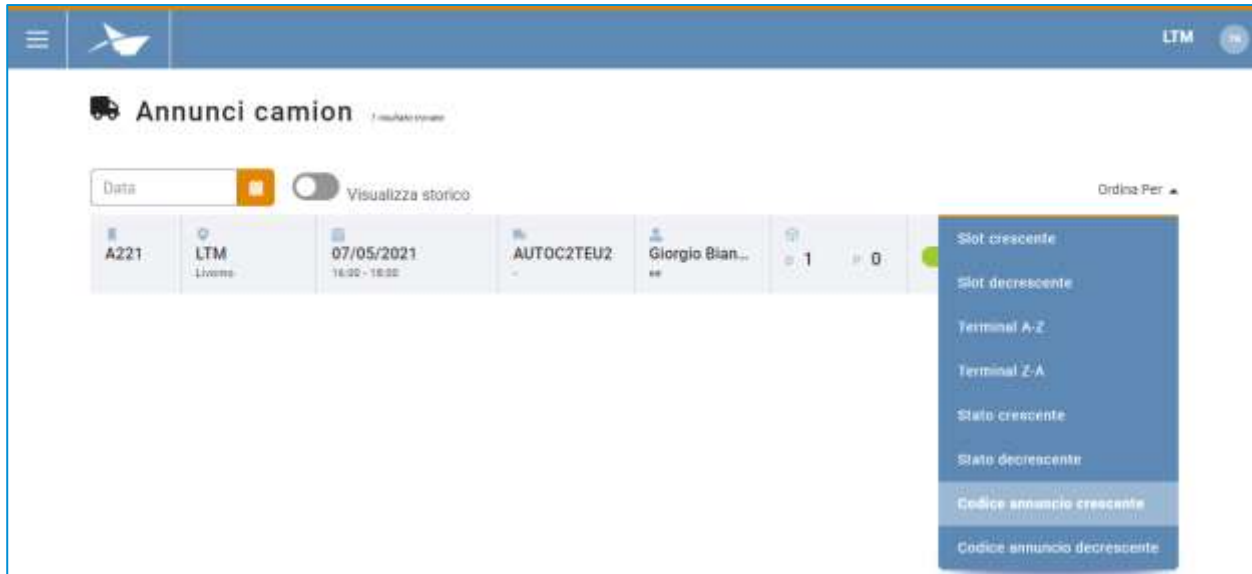 LTM
Annunci camion
Data
Visualizza storico
Ordina Per
A221
LTM
Livorno
07/05/2021
16:00 - 18:00
AUTOC2TEU2
-
Giorgio Bian...
1
0
Slot crescente
Slot decrescente
Terminal A-Z
Terminal Z-A
Stato crescente
Stato decrescente
Codice annuncio crescente
Codice annuncio decrescente